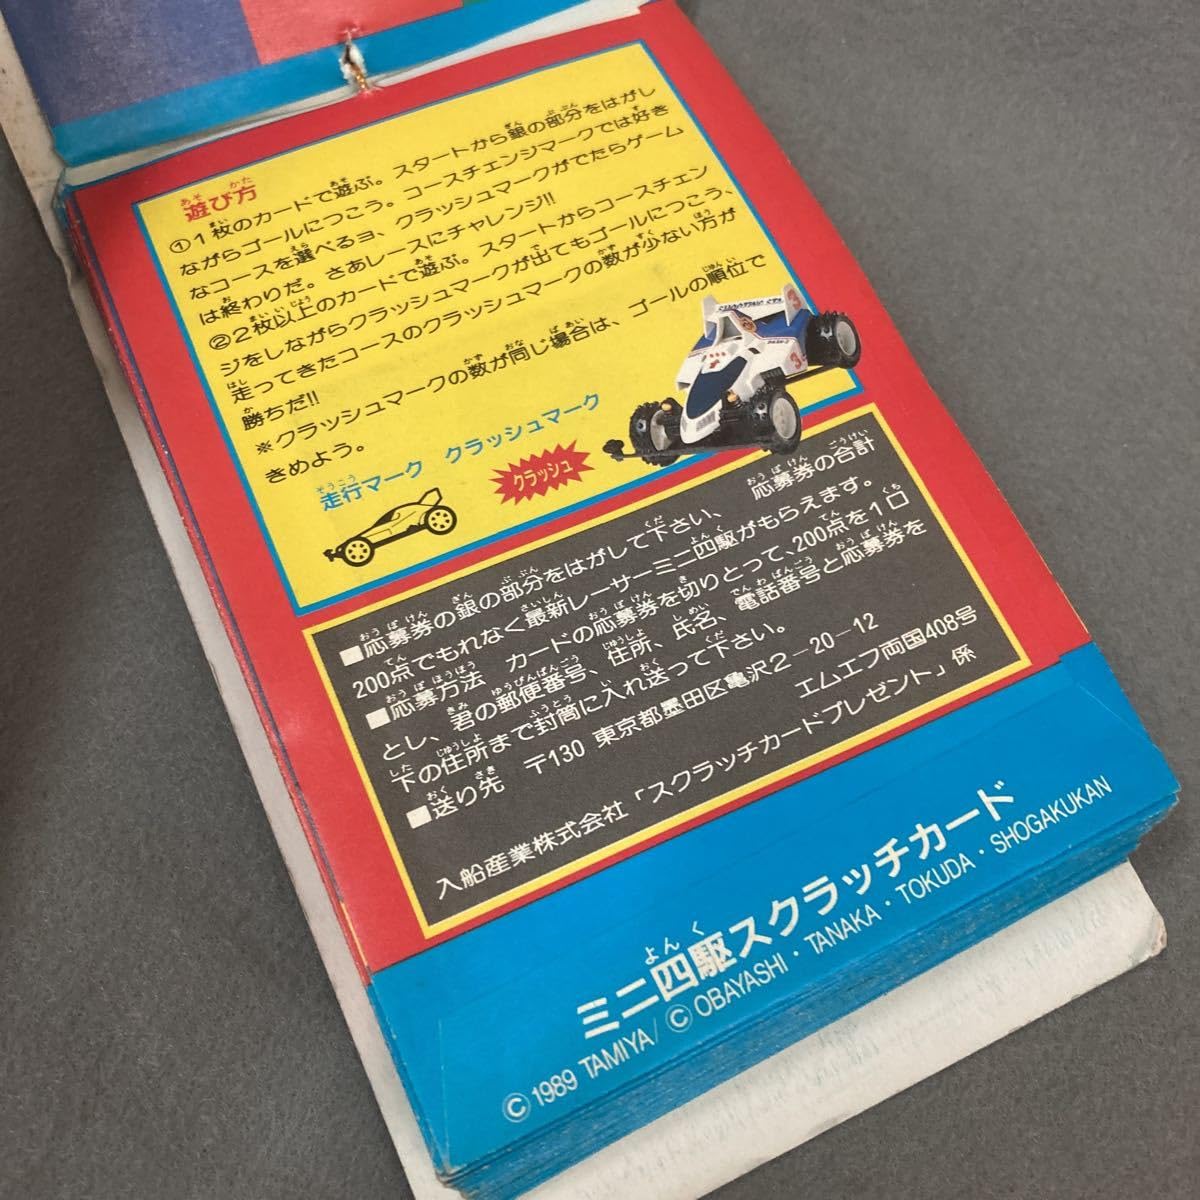 遊び方
①1枚のカードで遊ぶ。スタートから銀の部分をはがし
ながらゴールにつこう。コースチェンジマークでは好き
なコースを選べるヨ、クラッシュマークがでたらゲーム
は終わりだ。さあレースにチャレンジ!!
②2枚以上のカードで遊ぶ。スタートからコースチェン
ジをしながらクラッシュマークが出てもゴールにつこう、
走ってきたコースのクラッシュマークの数が少ない方が
勝ちだ!!
※クラッシュマークの数が同じ場合は、ゴールの順位で
きめよう。
走行マーク クラッシュマーク
クラッシュ
■応募券の銀の部分をはがして下さい、応募券の合計
200点でもれなく最新レーサーミニ四駆がもらえます。
■応募方法 カードの応募券を切りとって、200点を1口
とし、君の郵便番号、住所、氏名、電話番号と応募券を
下の住所まで封筒に入れ送って下さい。
■送り先 〒130 東京都墨田区亀沢2-20-12
エムエフ両国408号
入船産業株式会社「スクラッチカードプレゼント」係
ミニ四駆スクラッチカード
©1989 TAMIYA/©OBAYASHI・TANAKA・TOKUDA・SHOGAKUKAN